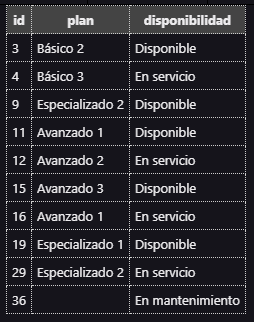 id plan disponibilidad
3 Básico 2 Disponible
4 Básico 3 En servicio
9 Especializado 2 Disponible
11 Avanzado 1 Disponible
12 Avanzado 2 En servicio
15 Avanzado 3 Disponible
16 Avanzado 1 En servicio
19 Especializado 1 Disponible
29 Especializado 2 En servicio
36 En mantenimiento